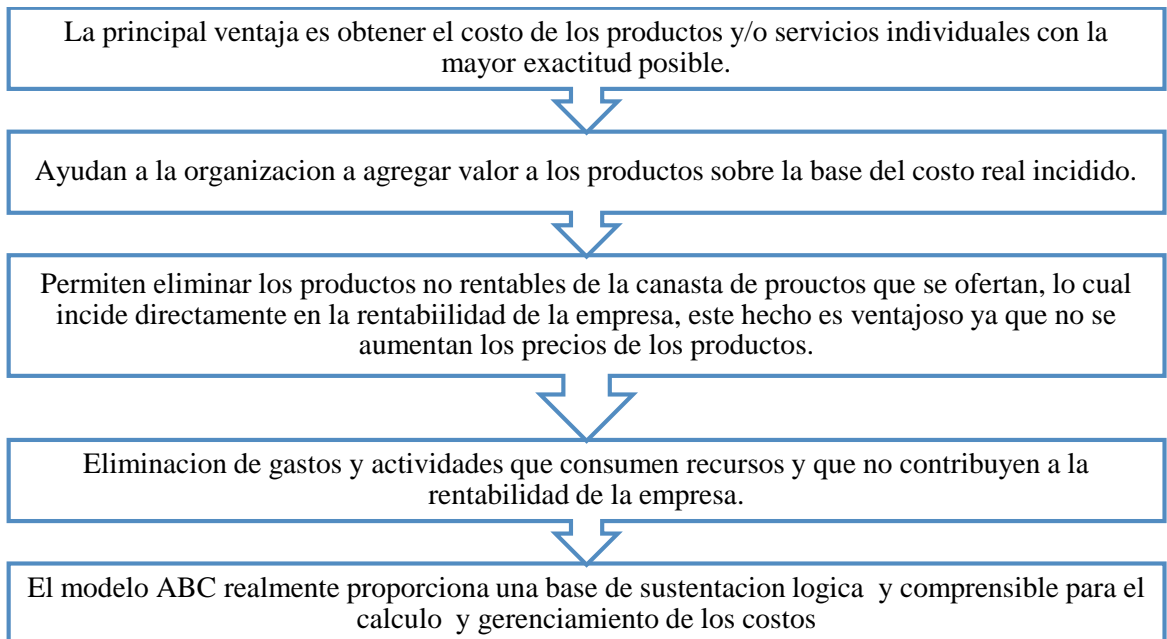 La principal ventaja es obtener el costo de los productos y/o servicios individuales con la
mayor exactitud posible.
Ayudan a la organizacion a agregar valor a los productos sobre la base del costo real incidido.
Permiten eliminar los productos no rentables de la canasta de prouctos que se ofertan, lo cual
incide directamente en la rentabiilidad de la empresa, este hecho es ventajoso ya que no se
aumentan los precios de los productos.
Eliminacion de gastos y actividades que consumen recursos y que no contribuyen a la
rentabilidad de la empresa.
El modelo ABC realmente proporciona una base de sustentacion logica y comprensible para el
calculo y gerenciamiento de los costos